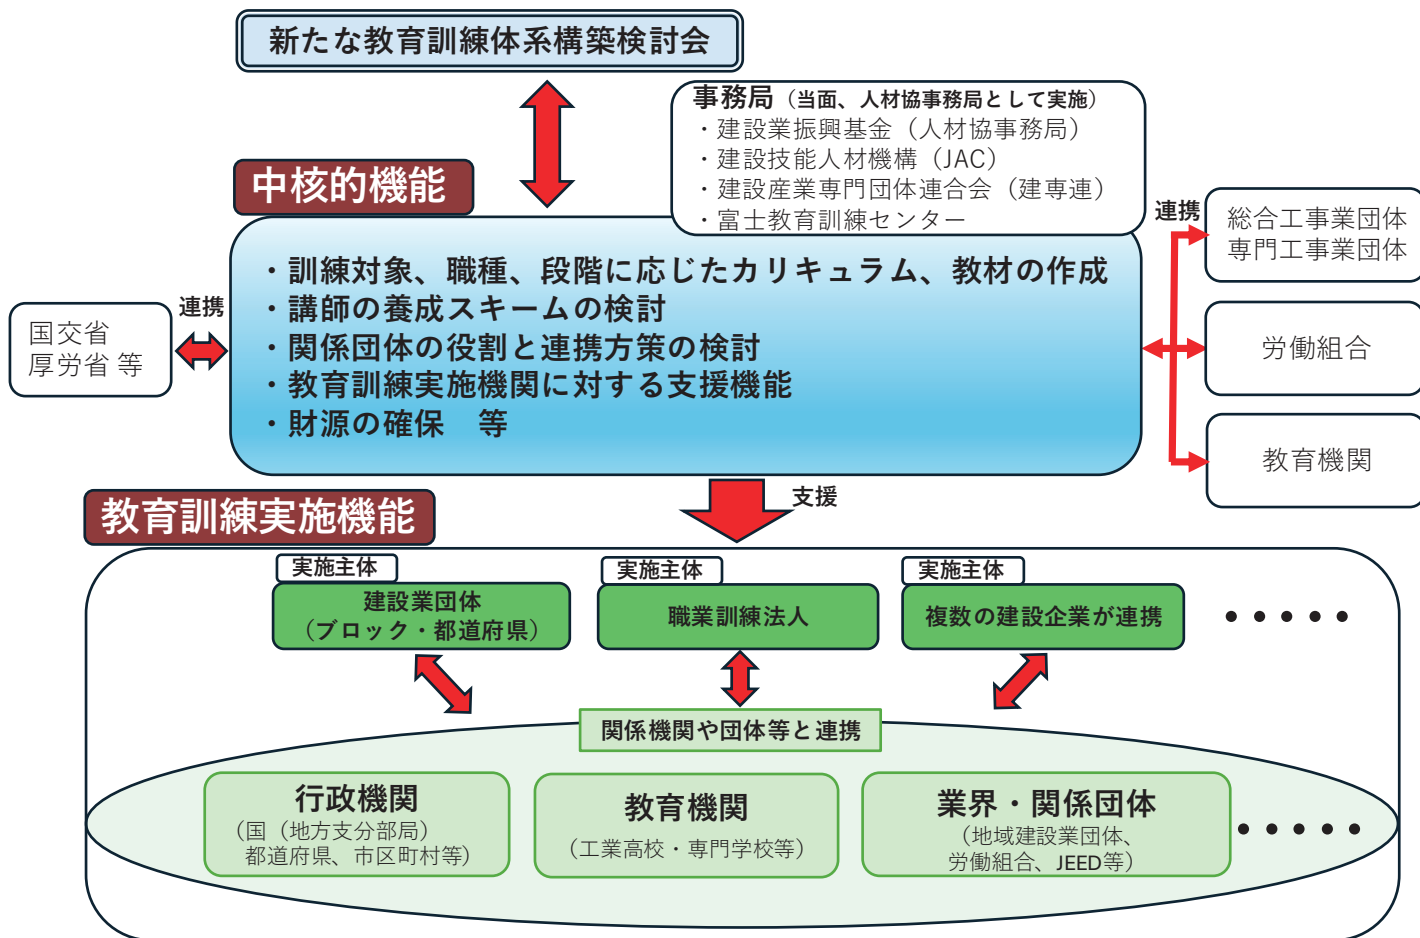 新たな教育訓練体系構築検討会
事務局（当面、人材協事務局として実施）
・建設業振興基金（人材協事務局）
・建設技能人材機構（JAC）
・建設産業専門団体連合会（建専連）
・富士教育訓練センター
中核的機能
・訓練対象、職種、段階に応じたカリキュラム、教材の作成
・講師の養成スキームの検討
・関係団体の役割と連携方策の検討
・教育訓練実施機関に対する支援機能
・財源の確保　等
連携
国交省
厚労省 等
連携
総合工事業団体
専門工事業団体
労働組合
教育機関
支援
教育訓練実施機能
実施主体
建設業団体
（ブロック・都道府県）
実施主体
職業訓練法人
実施主体
複数の建設企業が連携
• • • • •
関係機関や団体等と連携
行政機関
（国（地方支分部局）
都道府県、市区町村等）
教育機関
（工業高校・専門学校等）
業界・関係団体
（地域建設業団体、
労働組合、JEED等）
• • • • •